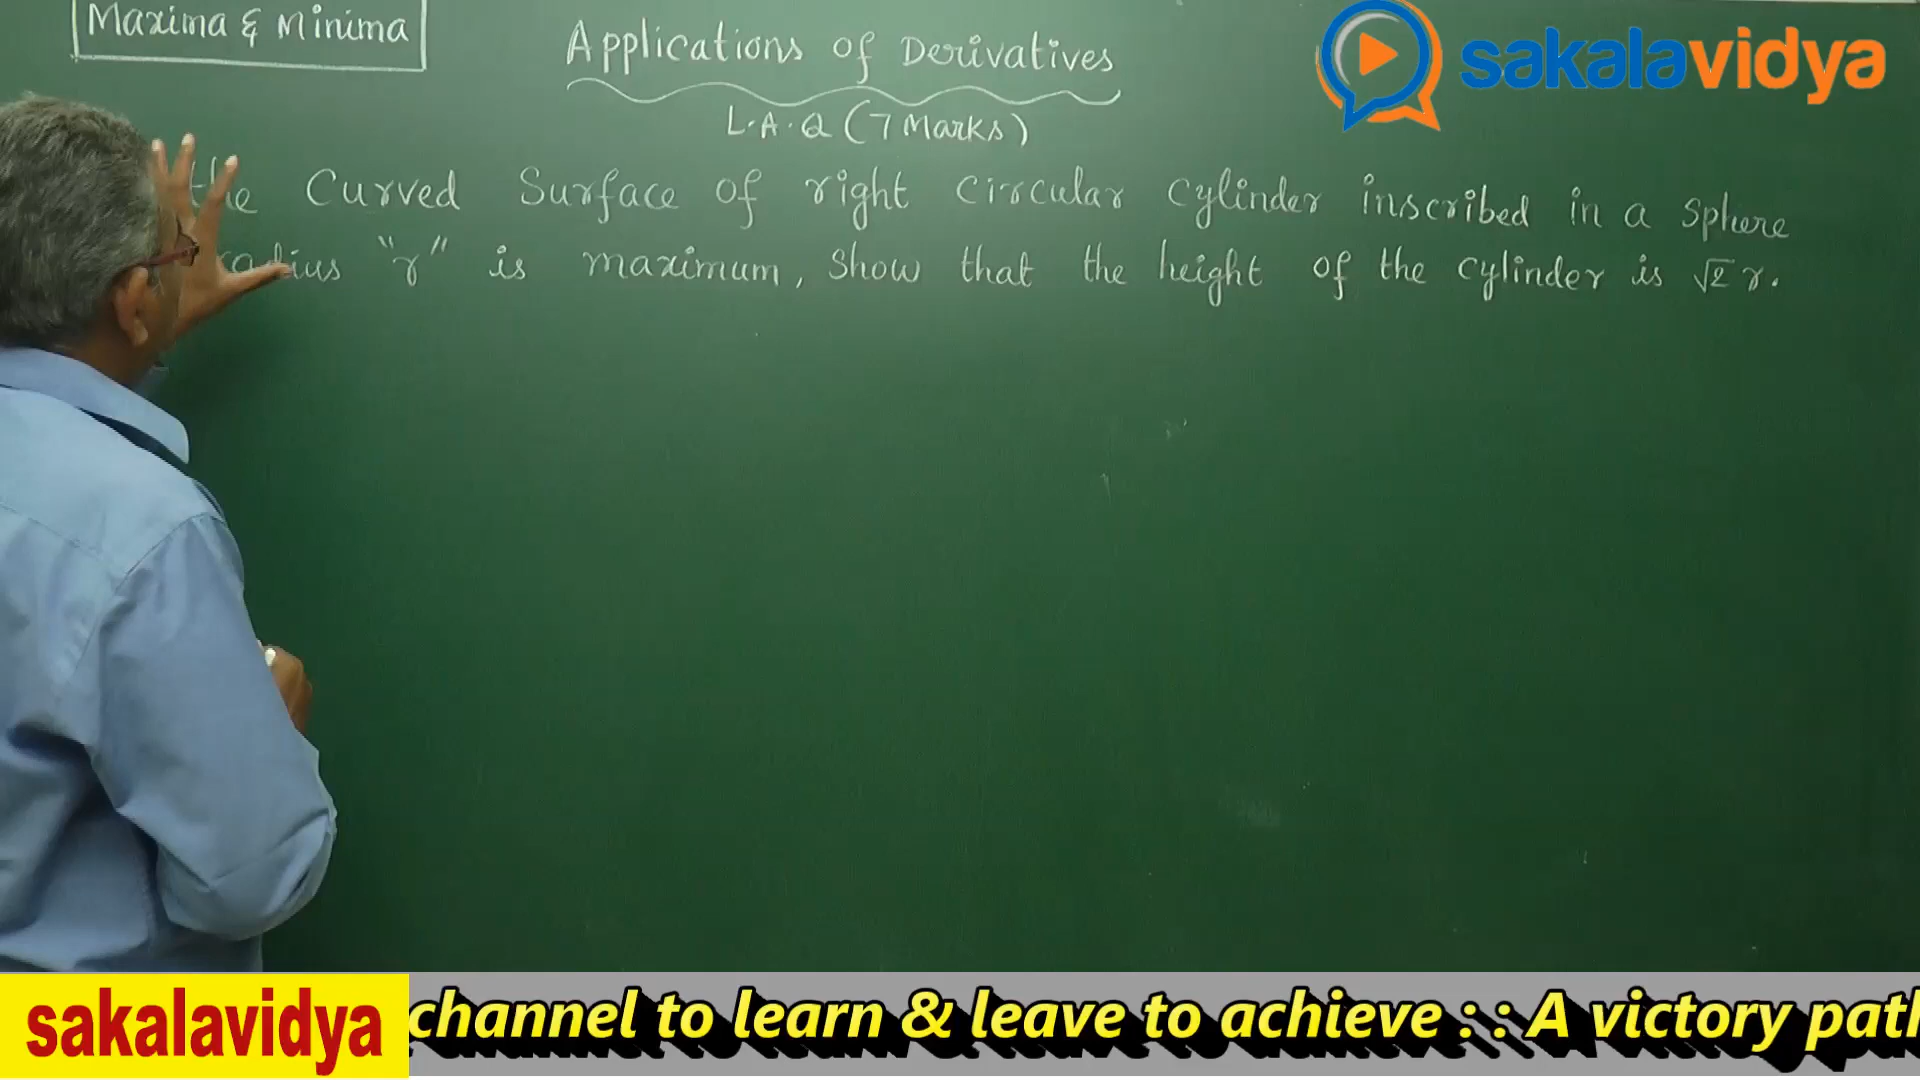 Maxima & Minima
Applications of Derivatives
sakalavidya
L.A.Q (7 Marks)
the Curved Surface of right circular cylinder inscribed in a sphere
radius "r" is maximum, Show that the height of the cylinder is √2 r.
sakalavidya
channel to learn & leave to achieve : : A victory path